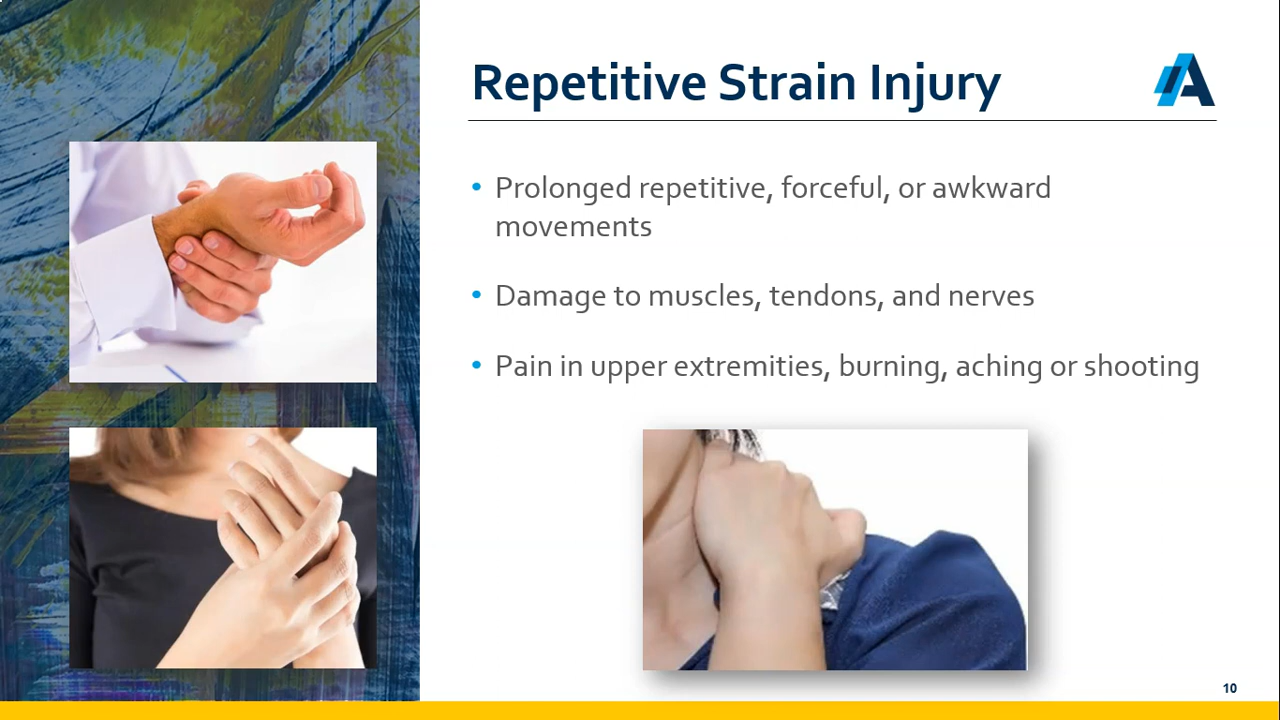 Repetitive Strain Injury
• Prolonged repetitive, forceful, or awkward
movements
• Damage to muscles, tendons, and nerves
• Pain in upper extremities, burning, aching or shooting
10